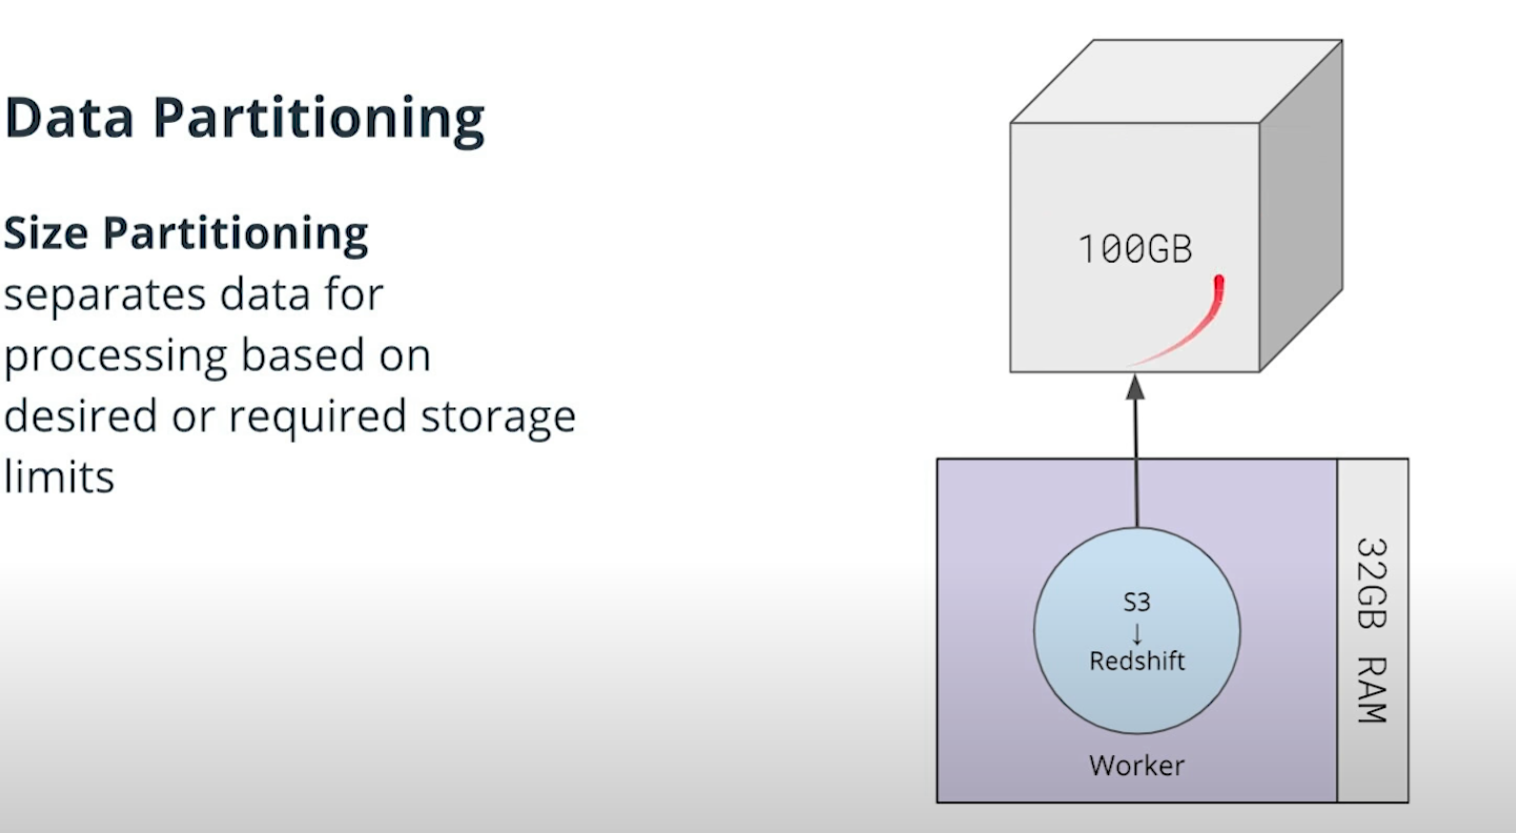 Data Partitioning
Size Partitioning
separates data for
processing based on
desired or required storage
limits
100GB
S3
↓
Redshift
Worker
32GB RAM